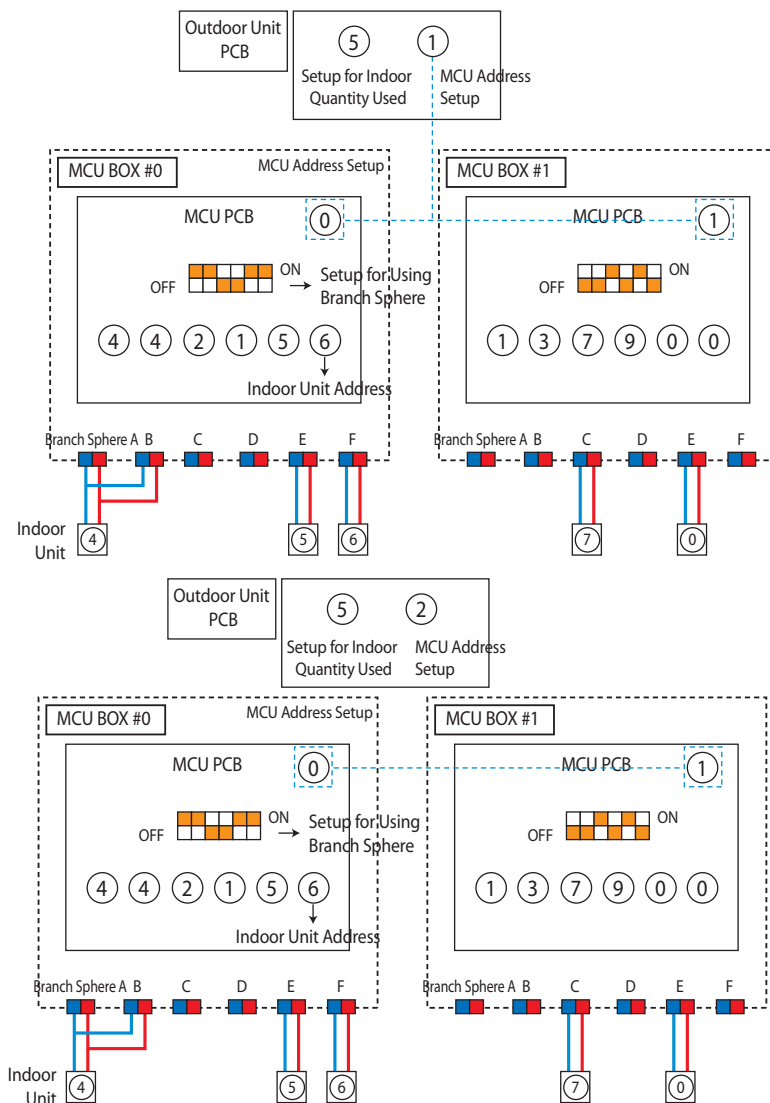 Outdoor Unit
PCB
5 1
Setup for Indoor
Quantity Used
MCU Address
Setup
MCU BOX #0
MCU Address Setup
MCU PCB
0
ON
OFF
Setup for Using
Branch Sphere
4 4 2 1 5 6
Indoor Unit Address
Branch Sphere A B C D E F
Indoor
Unit
4 5 6
MCU BOX #1
MCU PCB
1
ON
OFF
1 3 7 9 0 0
Branch Sphere A B C D E F
7 0
Outdoor Unit
PCB
5 2
Setup for Indoor
Quantity Used
MCU Address
Setup
MCU BOX #0
MCU Address Setup
MCU PCB
0
ON
OFF
Setup for Using
Branch Sphere
4 4 2 1 5 6
Indoor Unit Address
Branch Sphere A B C D E F
Indoor
Unit
4 5 6
MCU BOX #1
MCU PCB
1
ON
OFF
1 3 7 9 0 0
Branch Sphere A B C D E F
7 0